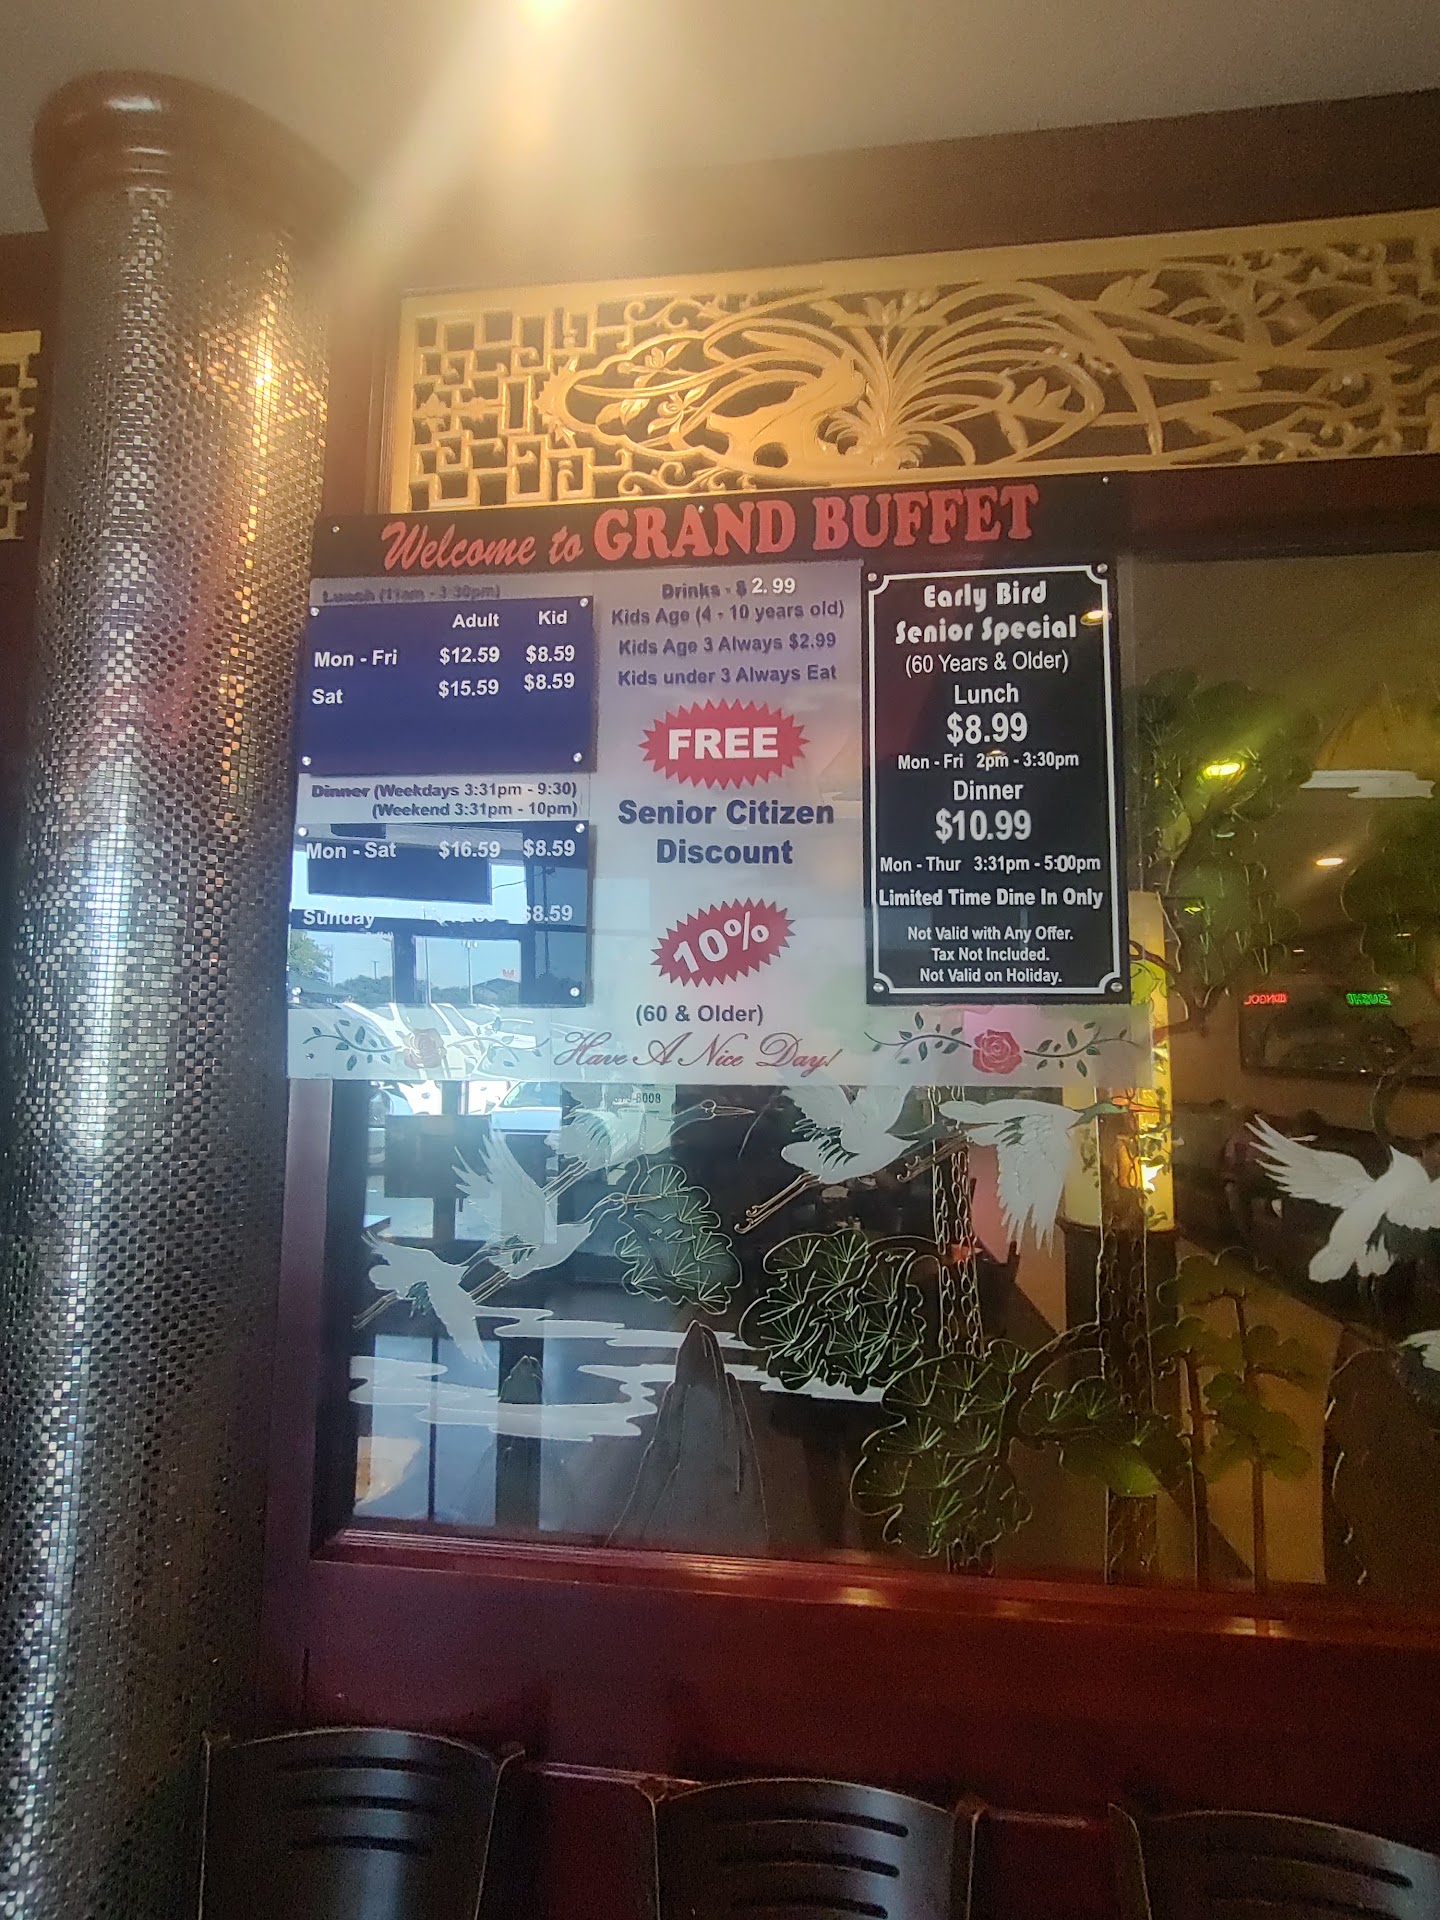 Welcome to GRAND BUFFET
Lunch (11am - 3:30pm)
Adult Kid
Mon - Fri $12.59 $8.59
Sat $15.59 $8.59
Dinner (Weekdays 3:31pm - 9:30)
(Weekend 3:31pm - 10pm)
Mon - Sat $16.59 $8.59
Sunday $8.59
Drinks - $2.99
Kids Age (4 - 10 years old)
Kids Age 3 Always $2.99
Kids under 3 Always Eat
FREE
Senior Citizen
Discount
10%
(60 & Older)
Have A Nice Day!
Early Bird
Senior Special
(60 Years & Older)
Lunch
$8.99
Mon - Fri 2pm - 3:30pm
Dinner
$10.99
Mon - Thur 3:31pm - 5:00pm
Limited Time Dine In Only
Not Valid with Any Offer.
Tax Not Included.
Not Valid on Holiday.